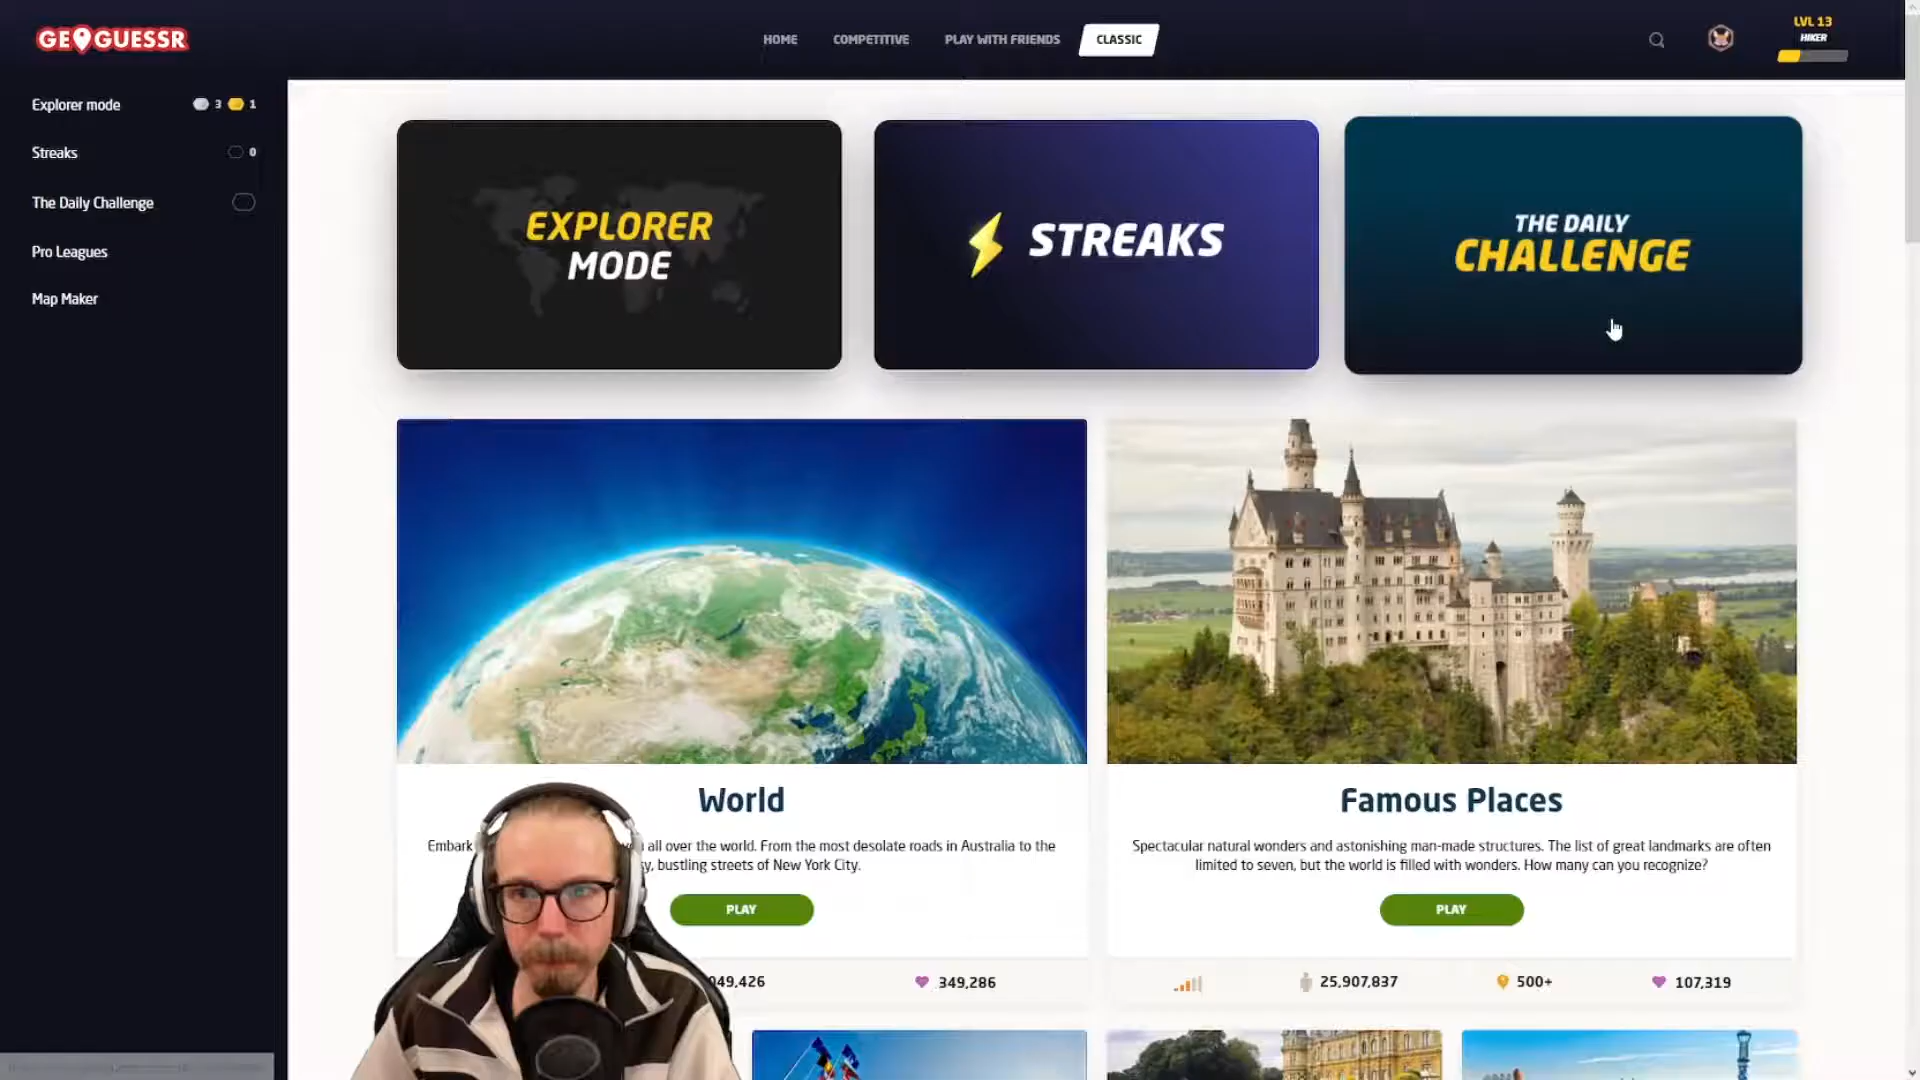 GEOGUESSR
HOME
COMPETITIVE
PLAY WITH FRIENDS
CLASSIC
LVL 13
HIKER
Explorer mode
3
1
Streaks
0
The Daily Challenge
Pro Leagues
Map Maker
EXPLORER
MODE
STREAKS
THE DAILY
CHALLENGE
World
Embark
all over the world. From the most desolate roads in Australia to the
bustling streets of New York City.
PLAY
349,286
Famous Places
Spectacular natural wonders and astonishing man-made structures. The list of great landmarks are often
limited to seven, but the world is filled with wonders. How many can you recognize?
PLAY
25,907,837
500+
107,319